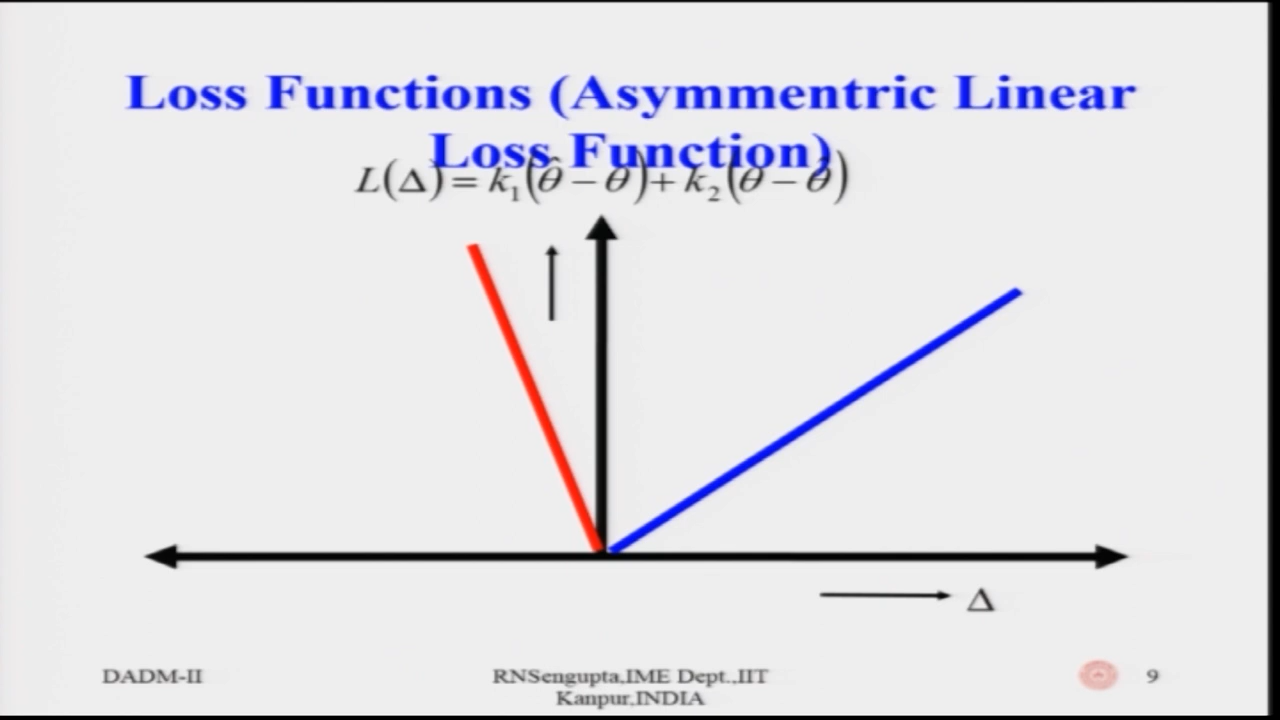 Loss Functions (Asymmentric Linear
Loss Function)
L(Δ) = k₁(θ̂ − θ) + k₂(θ − θ̂)
Δ
DADM-II
RNSengupta,IME Dept.,IIT
Kanpur,INDIA
9